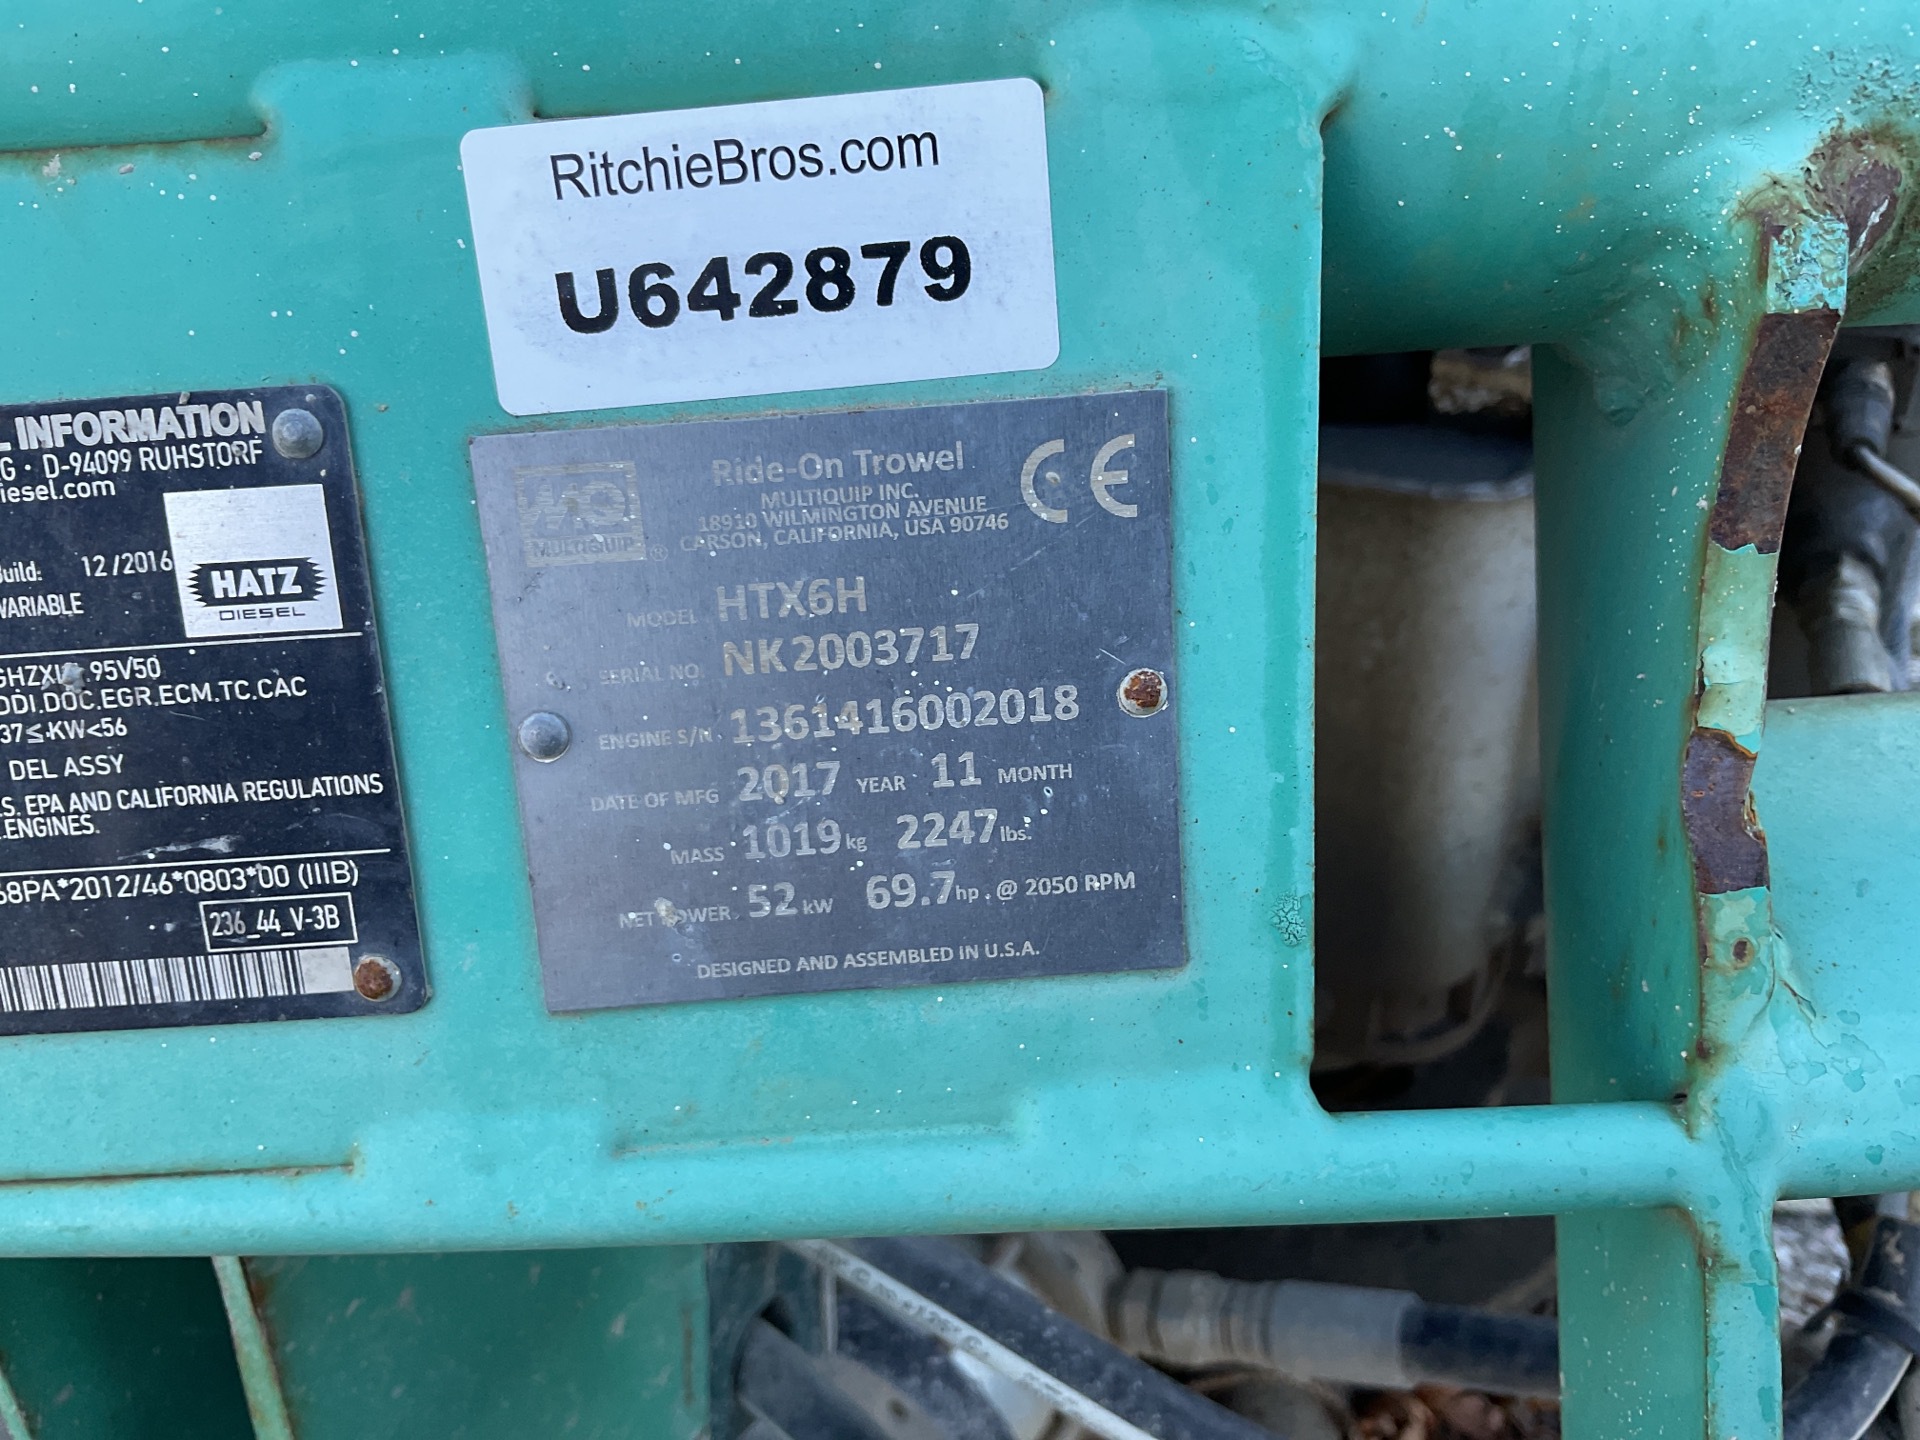 RitchieBros.com
U642879
L INFORMATION
G · D-94099 RUHSTORF
iesel.com
Build: 12/2016
VARIABLE
HATZ
DIESEL
95V50
DDI.DOC.EGR.ECM.TC.CAC
37≤KW<56
DEL ASSY
S. EPA AND CALIFORNIA REGULATIONS
ENGINES.
68PA*2012/46*0803*00 (IIIB)
236_44_V-3B
MQ
MULTIQUIP ®
Ride-On Trowel
MULTIQUIP INC.
18910 WILMINGTON AVENUE
CARSON, CALIFORNIA, USA 90746
CE
MODEL HTX6H
SERIAL NO. NK2003717
ENGINE S/N 1361416002018
DATE OF MFG 2017 YEAR 11 MONTH
MASS 1019 kg 2247 lbs.
NET POWER 52 kW 69.7 hp @ 2050 RPM
DESIGNED AND ASSEMBLED IN U.S.A.